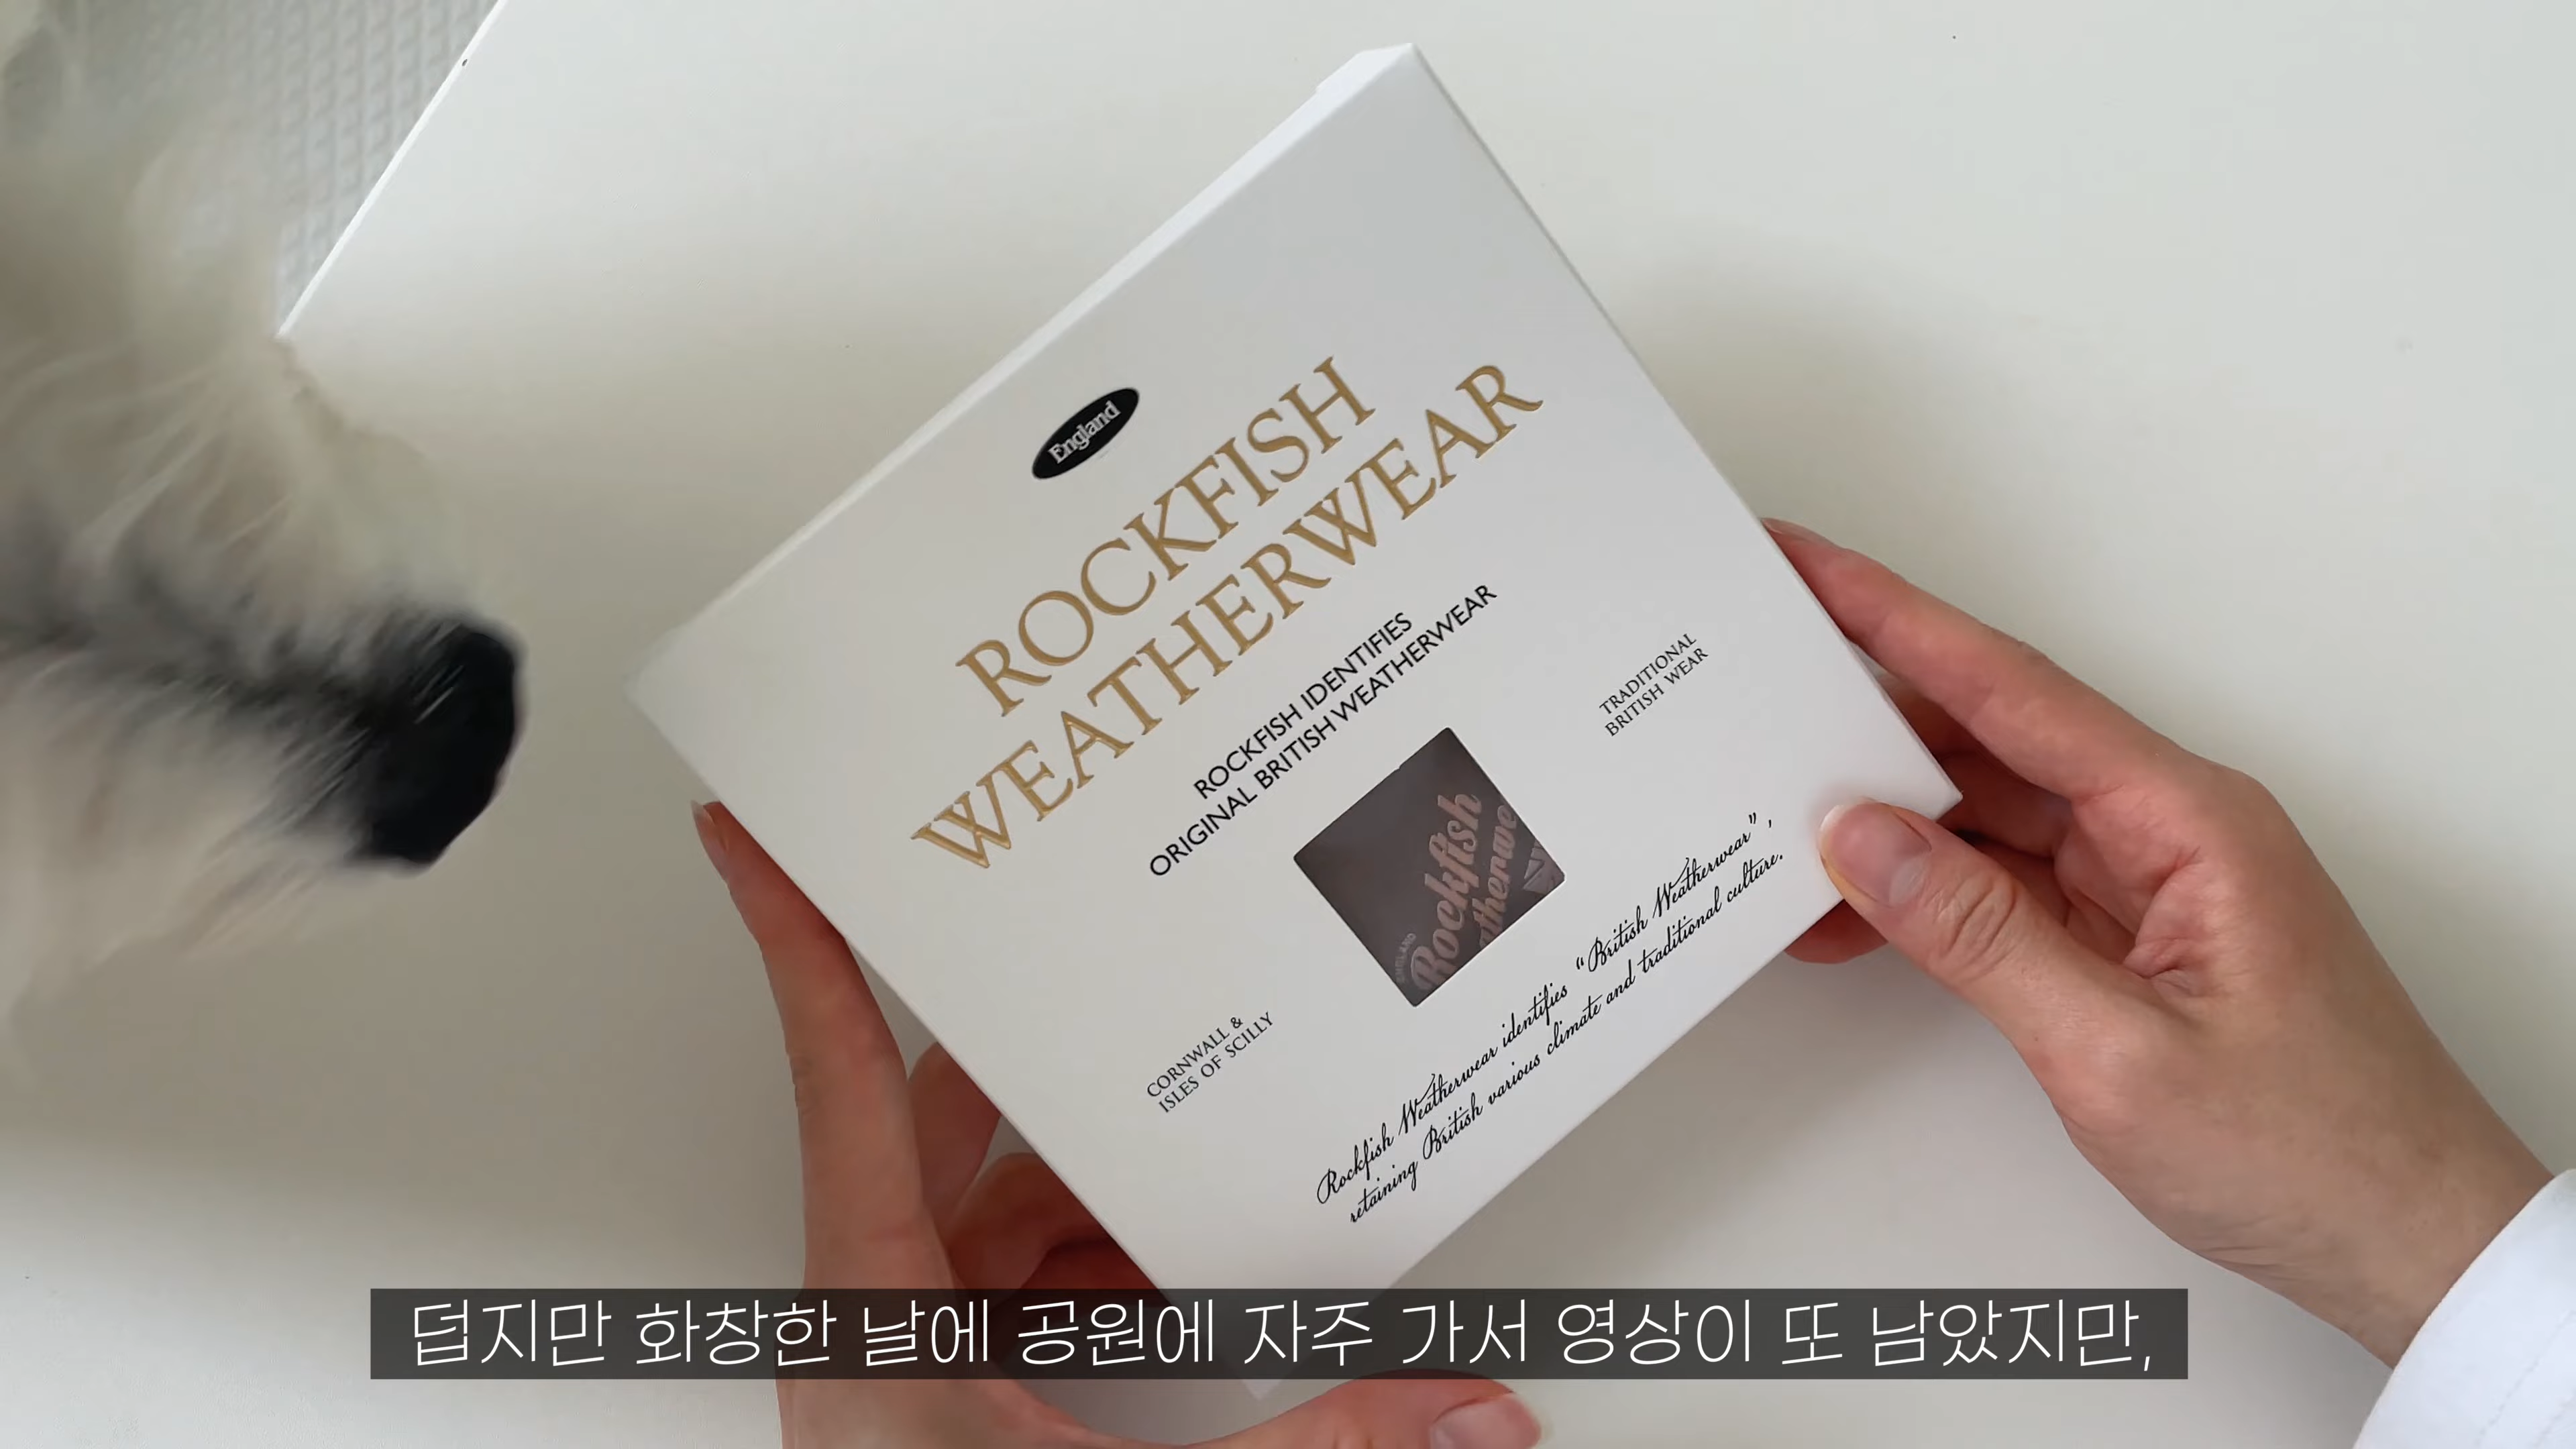 England
ROCKFISH
WEATHERWEAR
ROCKFISH IDENTIFIES
ORIGINAL BRITISH WEATHERWEAR
TRADITIONAL
BRITISH WEAR
Rockfish
CORNWALL &
ISLES OF SCILLY
Rockfish Weatherwear identifies "British Weatherwear",
retaining British various climate and traditional culture.
덥지만 화창한 날에 공원에 자주 가서 영상이 또 남았지만,